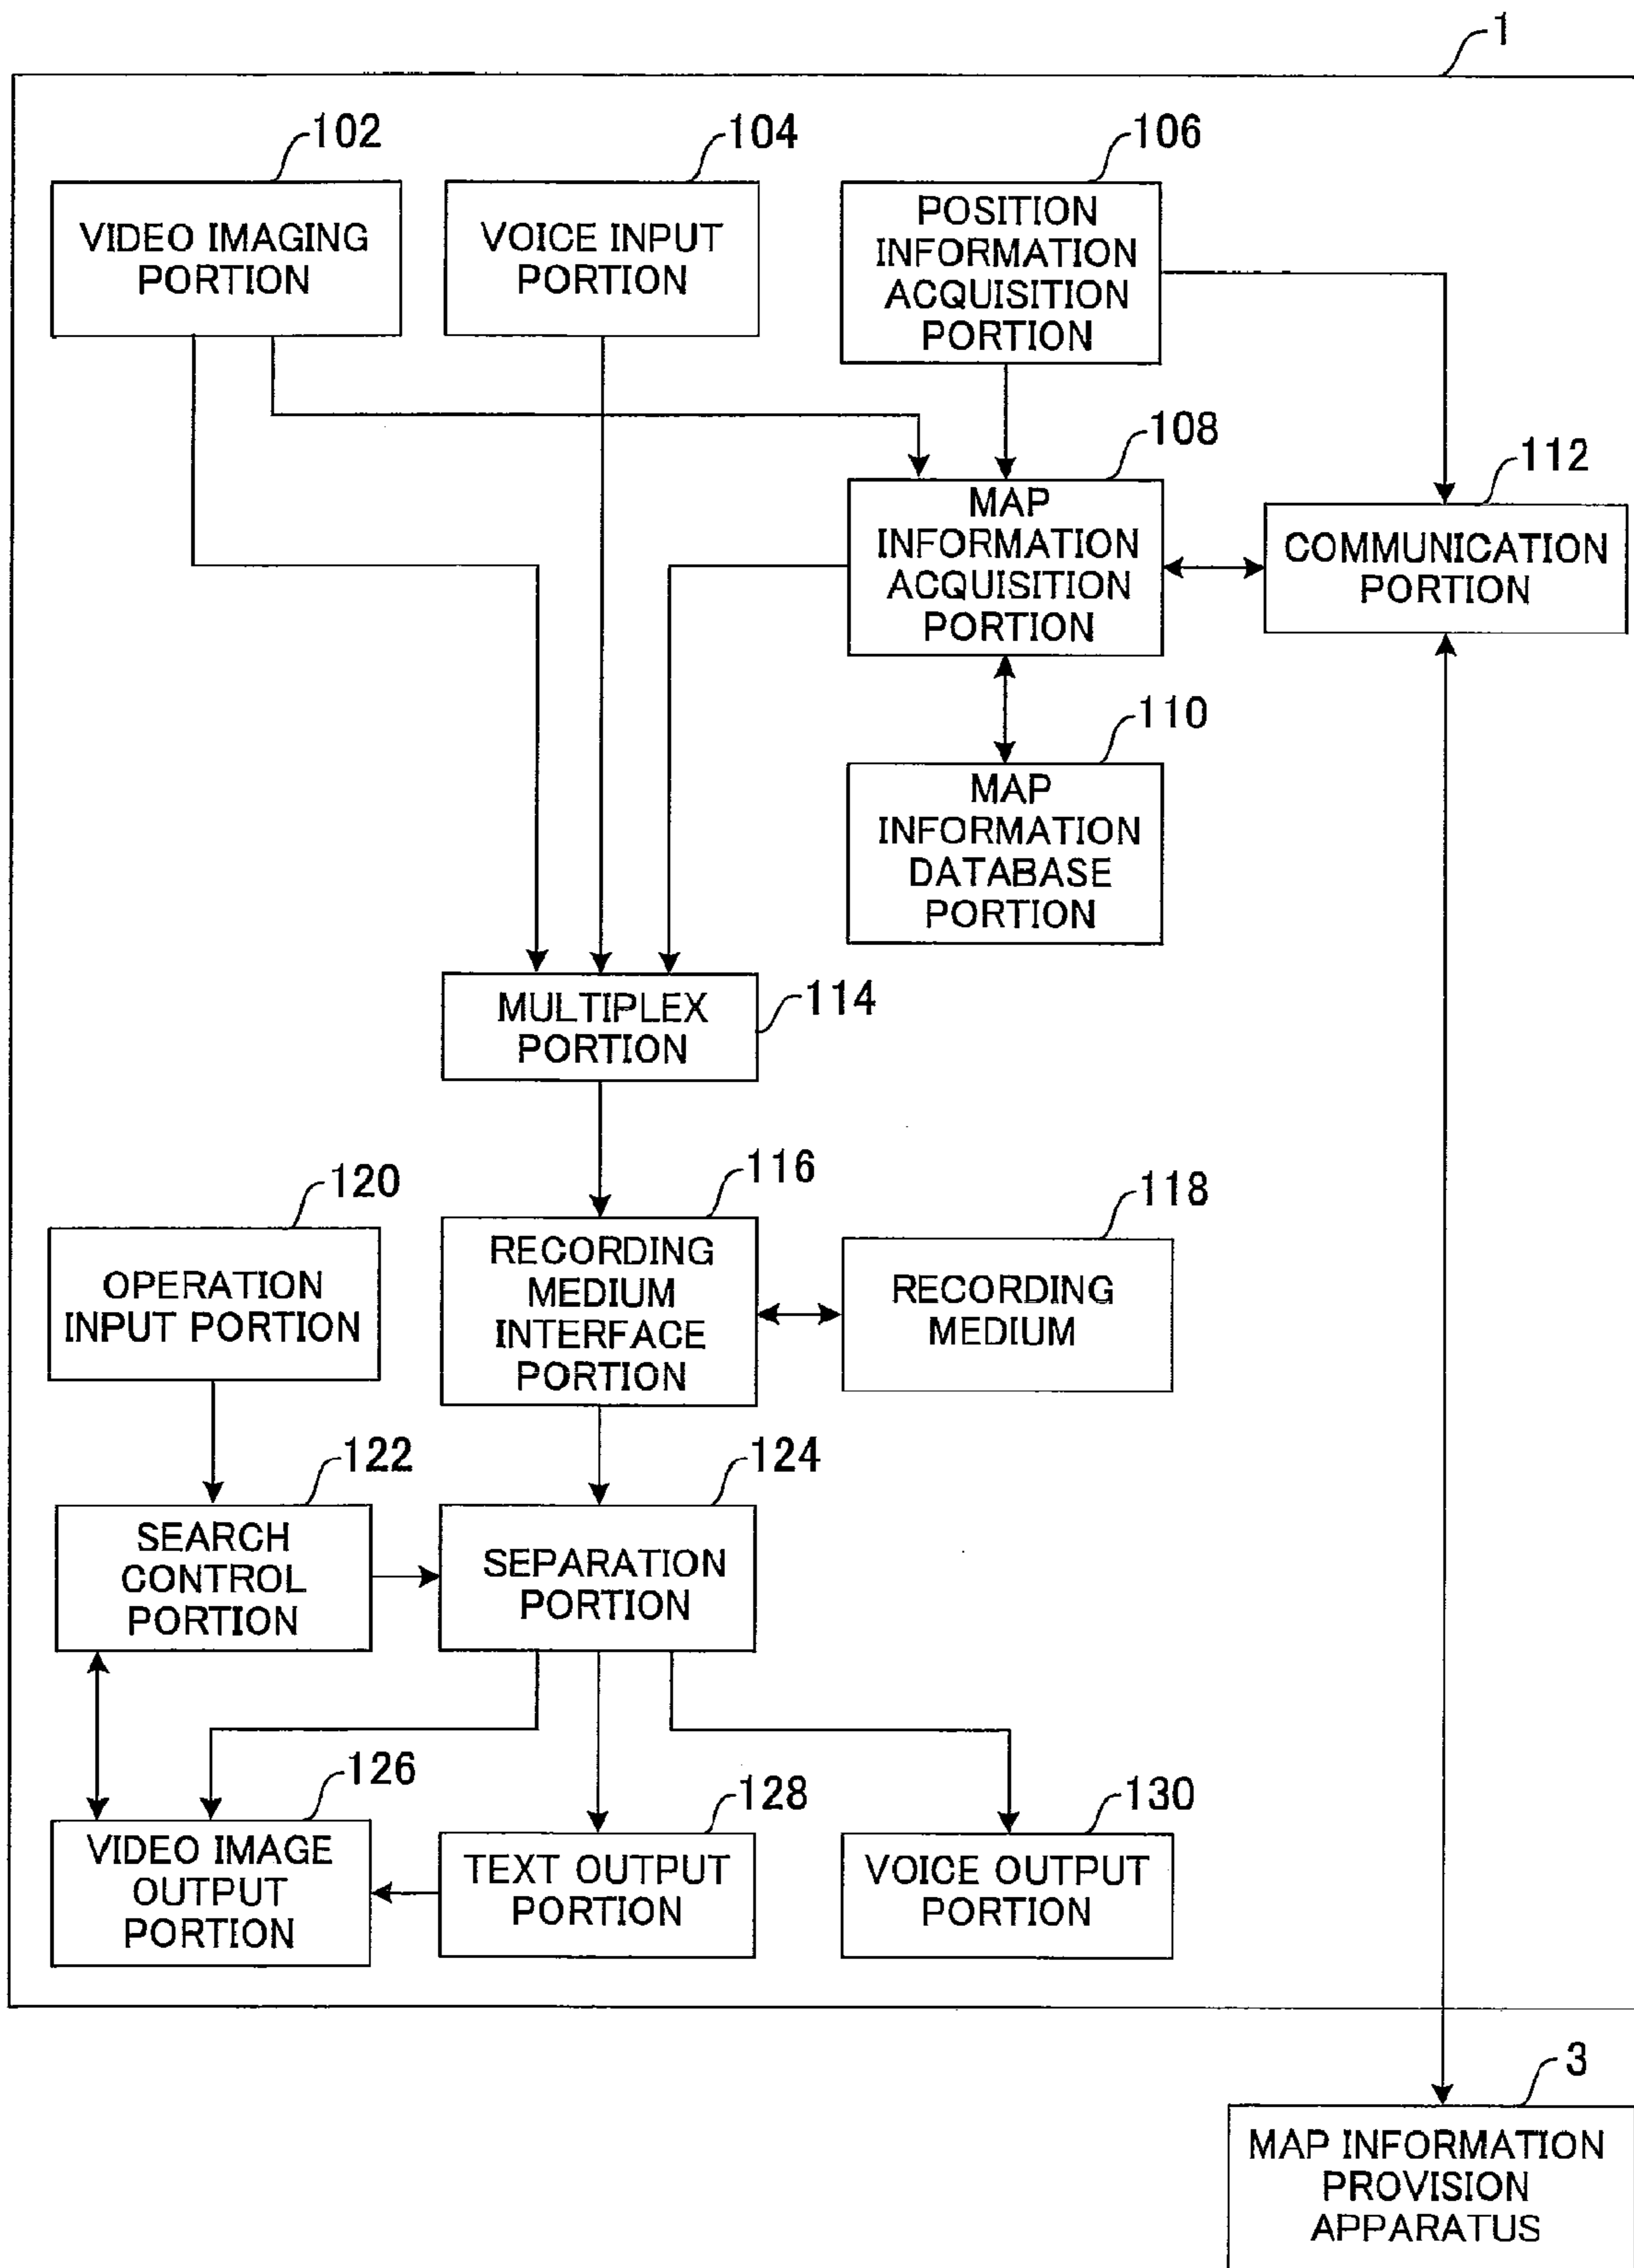 1
102
VIDEO IMAGING
PORTION
104
VOICE INPUT
PORTION
106
POSITION
INFORMATION
ACQUISITION
PORTION
108
MAP
INFORMATION
ACQUISITION
PORTION
112
COMMUNICATION
PORTION
110
MAP
INFORMATION
DATABASE
PORTION
MULTIPLEX
PORTION
114
116
RECORDING
MEDIUM
INTERFACE
PORTION
118
RECORDING
MEDIUM
120
OPERATION
INPUT PORTION
122
SEARCH
CONTROL
PORTION
124
SEPARATION
PORTION
126
VIDEO IMAGE
OUTPUT
PORTION
128
TEXT OUTPUT
PORTION
130
VOICE OUTPUT
PORTION
3
MAP INFORMATION
PROVISION
APPARATUS